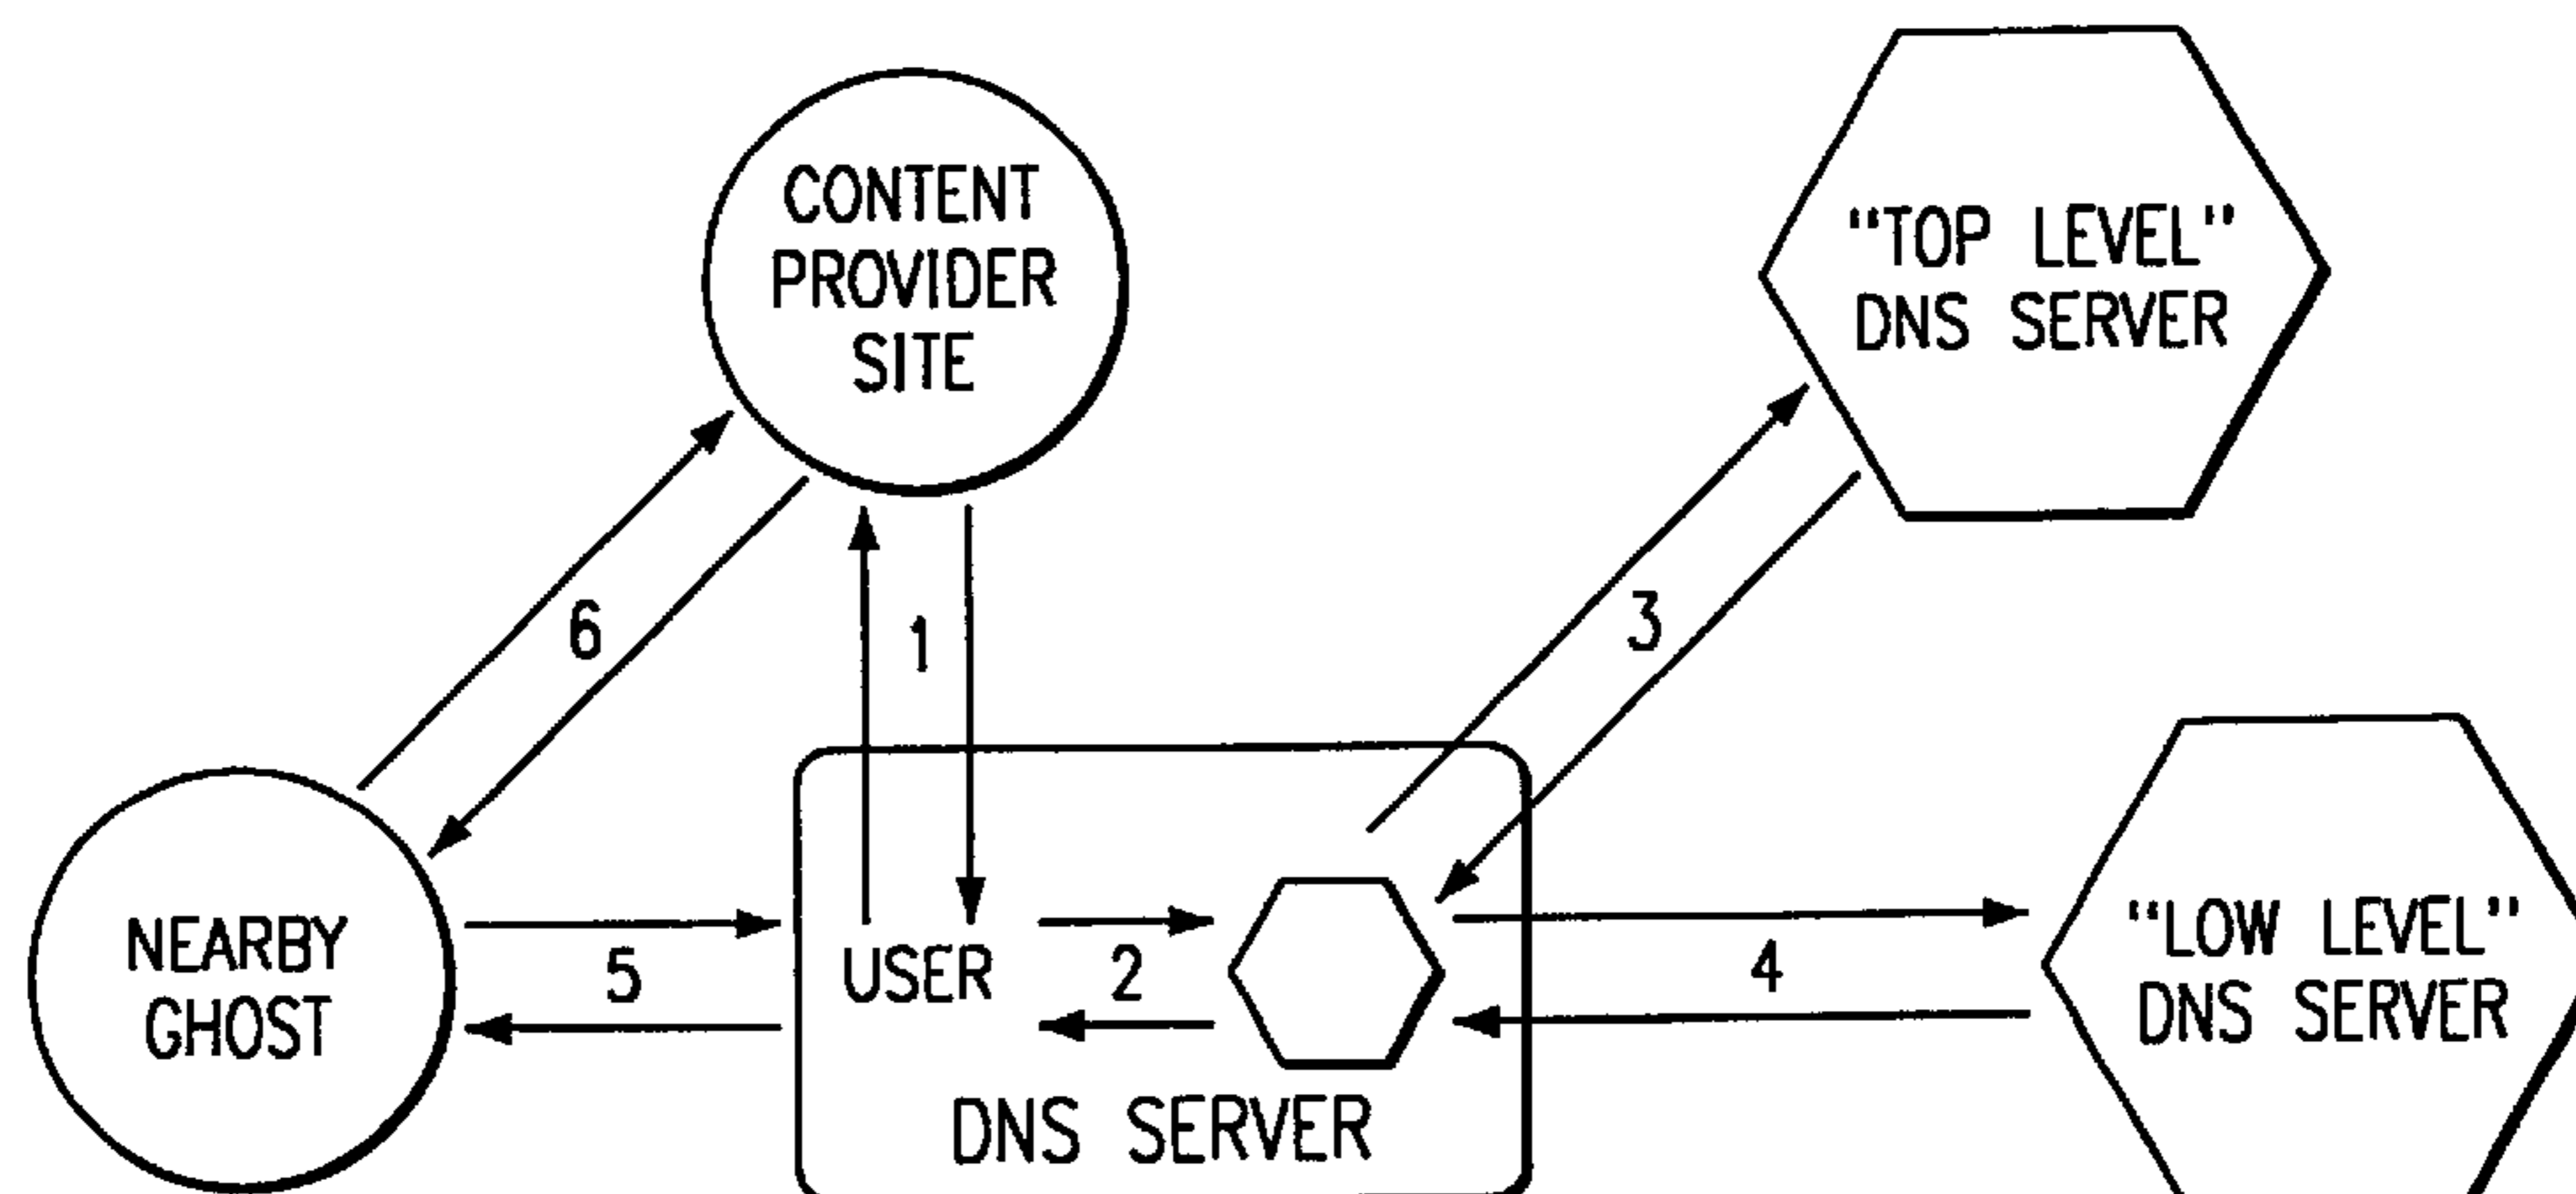 CONTENT
PROVIDER
SITE
"TOP LEVEL"
DNS SERVER
6
1
3
NEARBY
GHOST
5
USER
2
4
"LOW LEVEL"
DNS SERVER
DNS SERVER